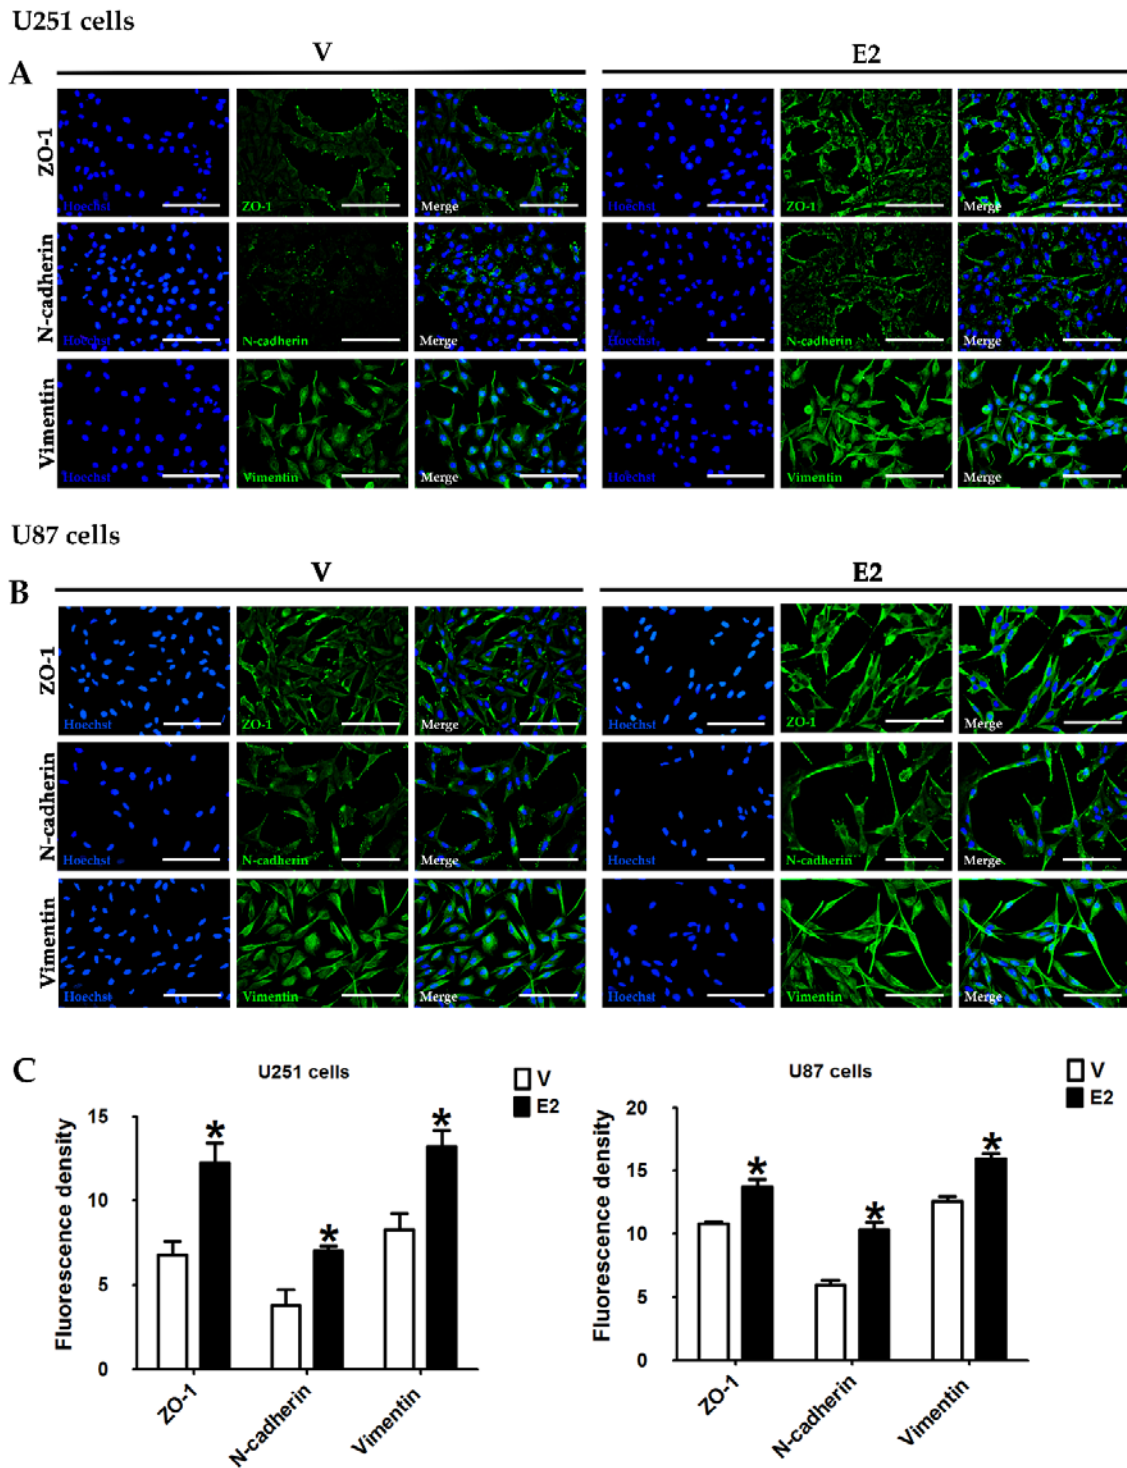 U251 cells
A
V
E2
ZO-1
Hoechst
ZO-1
Merge
Hoechst
ZO-1
Merge
N-cadherin
Hoechst
N-cadherin
Merge
Hoechst
N-cadherin
Merge
Vimentin
Hoechst
Vimentin
Merge
Hoechst
Vimentin
Merge
U87 cells
B
V
E2
ZO-1
Hoechst
ZO-1
Merge
Hoechst
ZO-1
Merge
N-cadherin
Hoechst
N-cadherin
Merge
Hoechst
N-cadherin
Merge
Vimentin
Hoechst
Vimentin
Merge
Hoechst
Vimentin
Merge
C
U251 cells
V
E2
Fluorescence density
15
10
5
0
*
*
*
ZO-1
N-cadherin
Vimentin
U87 cells
V
E2
Fluorescence density
20
15
10
5
0
*
*
*
ZO-1
N-cadherin
Vimentin